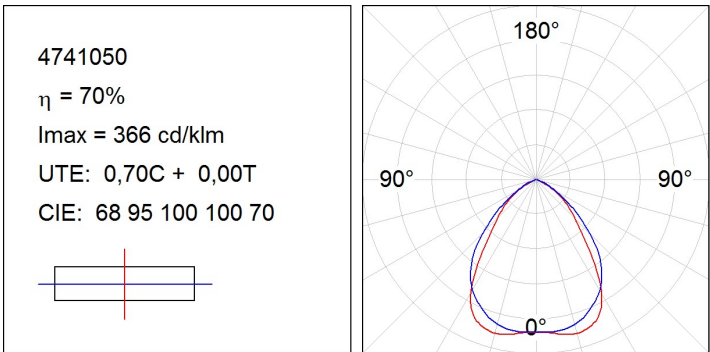 4741050
η = 70%
Imax = 366 cd/klm
UTE: 0,70C + 0,00T
CIE: 68 95 100 100 70
180°
90° 90°
0°